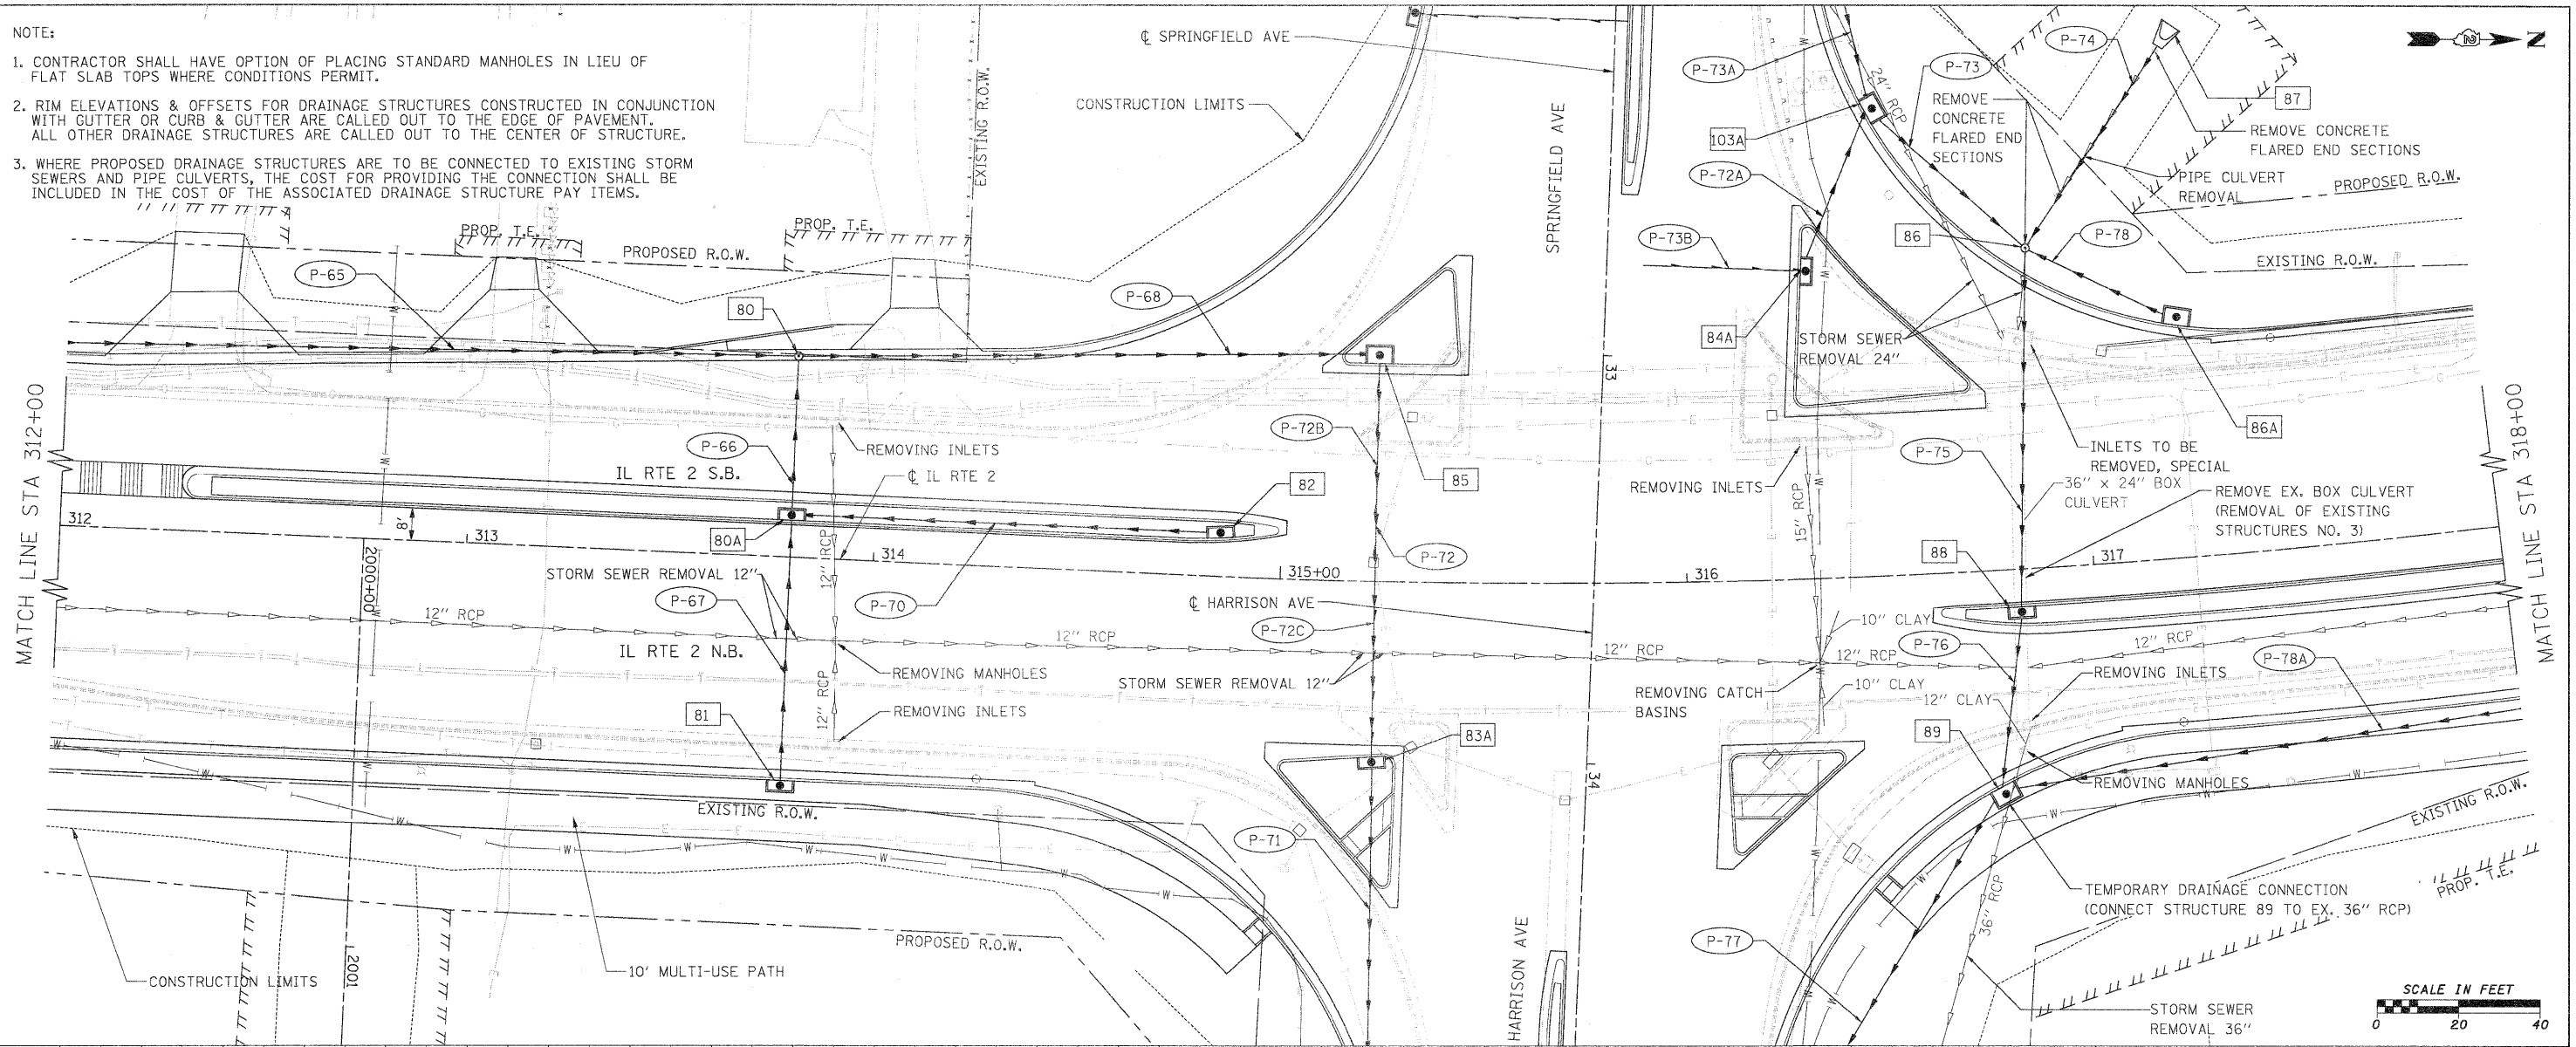 NOTE:
1. CONTRACTOR SHALL HAVE OPTION OF PLACING STANDARD MANHOLES IN LIEU OF
FLAT SLAB TOPS WHERE CONDITIONS PERMIT.
2. RIM ELEVATIONS & OFFSETS FOR DRAINAGE STRUCTURES CONSTRUCTED IN CONJUNCTION
WITH GUTTER OR CURB & GUTTER ARE CALLED OUT TO THE EDGE OF PAVEMENT.
ALL OTHER DRAINAGE STRUCTURES ARE CALLED OUT TO THE CENTER OF STRUCTURE.
3. WHERE PROPOSED DRAINAGE STRUCTURES ARE TO BE CONNECTED TO EXISTING STORM
SEWERS AND PIPE CULVERTS, THE COST FOR PROVIDING THE CONNECTION SHALL BE
INCLUDED IN THE COST OF THE ASSOCIATED DRAINAGE STRUCTURE PAY ITEMS.
EXISTING R.O.W.
℄ SPRINGFIELD AVE
CONSTRUCTION LIMITS
SPRINGFIELD AVE
P-73A
24" RCP
P-73
P-74
N
87
REMOVE
CONCRETE
FLARED END
SECTIONS
REMOVE CONCRETE
FLARED END SECTIONS
103A
P-72A
PIPE CULVERT
REMOVAL
PROPOSED R.O.W.
PROP. T.E.
PROPOSED R.O.W.
PROP. T.E.
P-73B
86
P-78
EXISTING R.O.W.
P-65
80
P-68
84A
STORM SEWER
REMOVAL 24"
33
MATCH LINE STA 312+00
P-66
REMOVING INLETS
P-72B
P-75
86A
INLETS TO BE
REMOVED, SPECIAL
36" x 24" BOX
CULVERT
IL RTE 2 S.B.
℄ IL RTE 2
82
85
REMOVING INLETS
15" RCP
REMOVE EX. BOX CULVERT
(REMOVAL OF EXISTING
STRUCTURES NO. 3)
MATCH LINE STA 318+00
312
8'
313
80A
12" RCP
314
P-72
88
317
2000+00
STORM SEWER REMOVAL 12"
315+00
316
P-67
P-70
℄ HARRISON AVE
12" RCP
12" RCP
P-72C
10" CLAY
12" RCP
12" RCP
P-76
12" RCP
IL RTE 2 N.B.
P-78A
REMOVING MANHOLES
STORM SEWER REMOVAL 12"
REMOVING CATCH
BASINS
10" CLAY
12" CLAY
REMOVING INLETS
12" RCP
81
REMOVING INLETS
83A
89
34
REMOVING MANHOLES
EXISTING R.O.W.
EXISTING R.O.W.
P-71
PROP. T.E.
TEMPORARY DRAINAGE CONNECTION
(CONNECT STRUCTURE 89 TO EX. 36" RCP)
36" RCP
PROPOSED R.O.W.
P-77
HARRISON AVE
2001
CONSTRUCTION LIMITS
10' MULTI-USE PATH
STORM SEWER
REMOVAL 36"
SCALE IN FEET
0 20 40